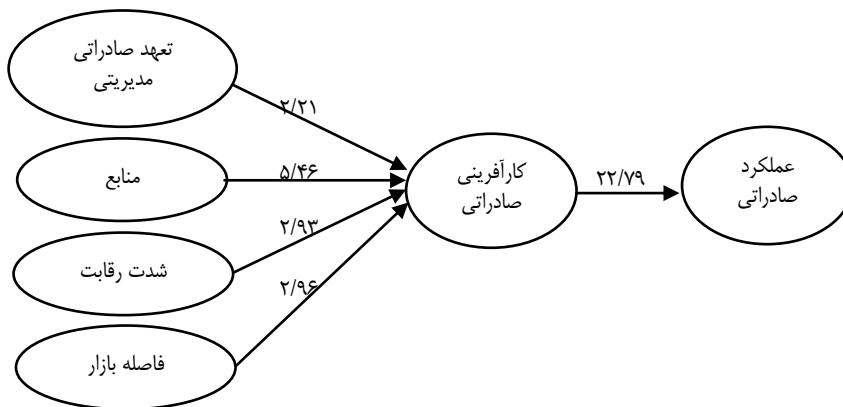 تعهد صادراتی
مدیریتی
۲/۲۱
منابع
۵/۴۶
کارآفرینی
صادراتی
۲۲/۷۹
عملکرد
صادراتی
شدت رقابت
۲/۹۳
فاصله بازار
۲/۹۶